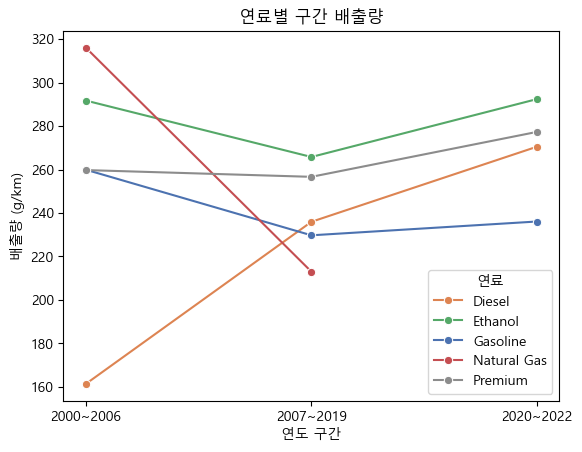 연료별 구간 배출량
320
300
280
260
240
220
200
180
160
배출량 (g/km)
2000~2006
2007~2019
2020~2022
연도 구간
연료
Diesel
Ethanol
Gasoline
Natural Gas
Premium